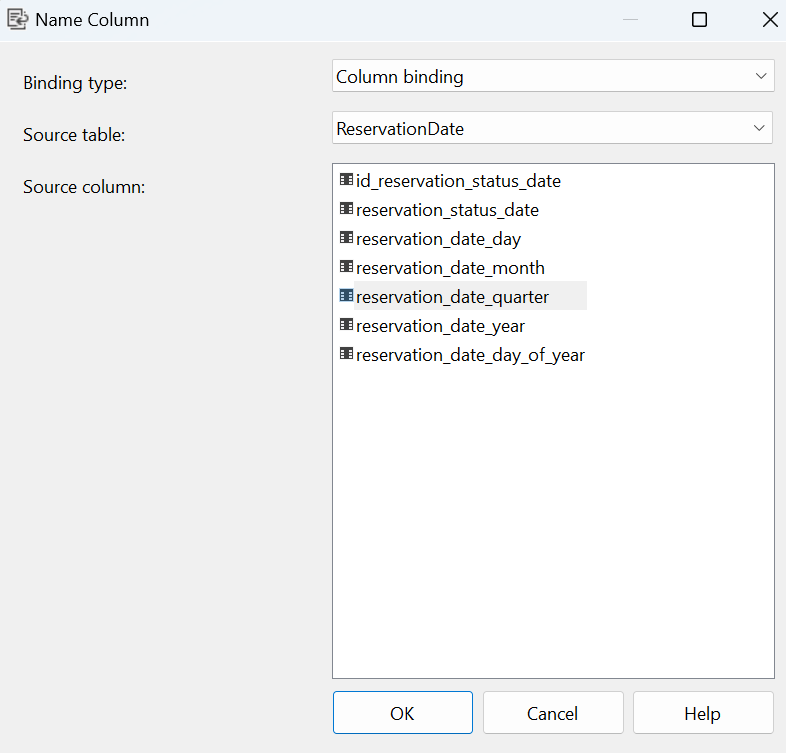 Name Column
Binding type:
Column binding
Source table:
ReservationDate
Source column:
id_reservation_status_date
reservation_status_date
reservation_date_day
reservation_date_month
reservation_date_quarter
reservation_date_year
reservation_date_day_of_year
OK
Cancel
Help